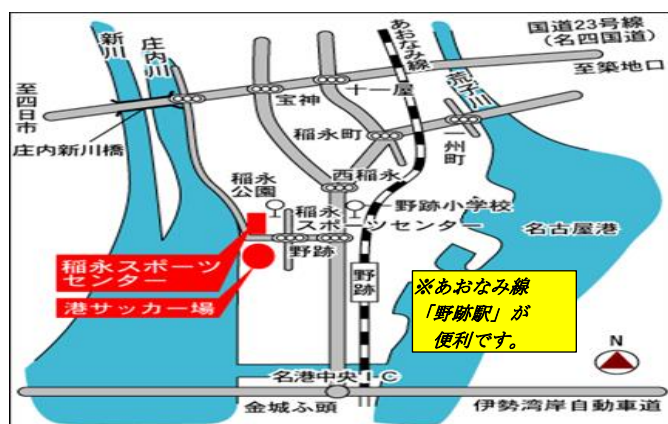 国道23号線
(名四国道)
至築地口
あおなみ線
新川
庄内川
荒子川
十一屋
宝神
至四日市
庄内新川橋
稲永町
一州町
西稲永
稲永
公園
稲永
スポーツセンター
野跡小学校
名古屋港
野跡
稲永スポーツ
センター
港サッカー場
野跡
※あおなみ線
「野跡駅」が
便利です。
N
名港中央IC
金城ふ頭
伊勢湾岸自動車道